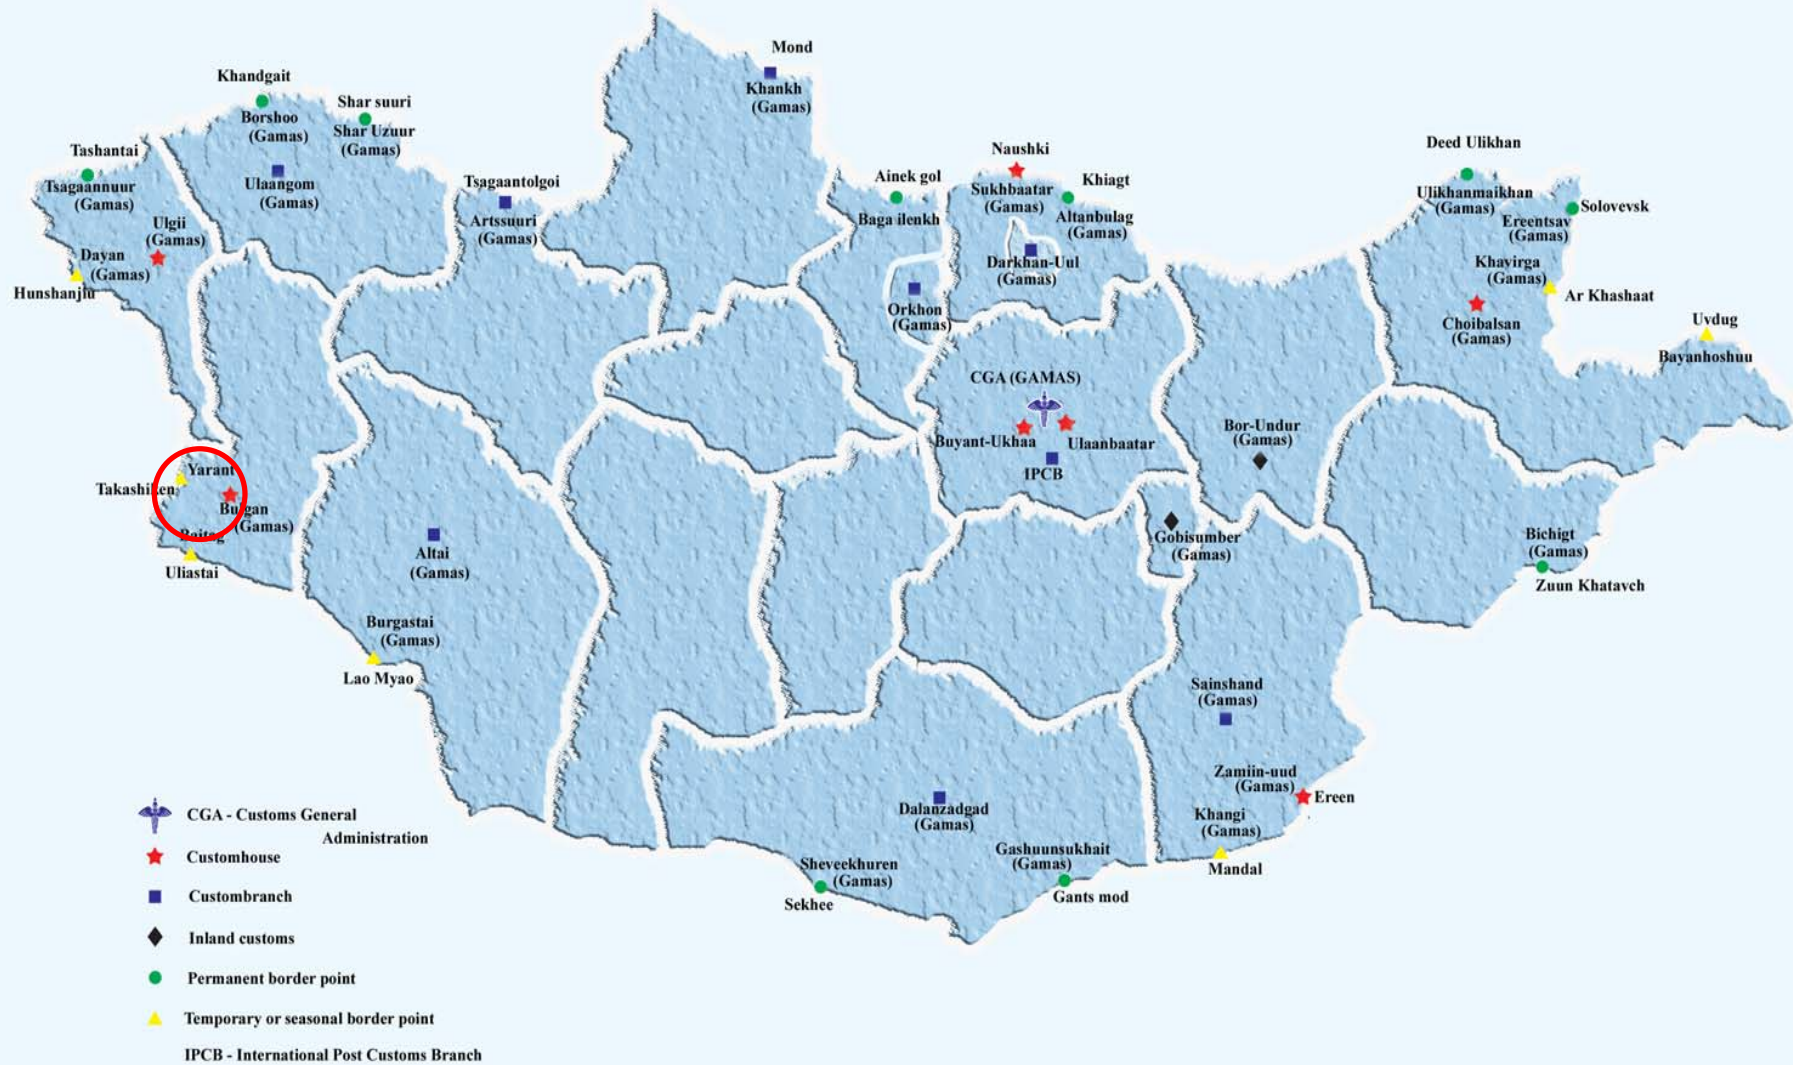 Mond
Khankh
(Gamas)
Khandgait
Borshoo
(Gamas)
Shar suuri
Shar Uzuur
(Gamas)
Tashantai
Tsagaannuur
(Gamas)
Ulaangom
(Gamas)
Tsagaantolgoi
Artssuuri
(Gamas)
Ainek gol
Baga ilenkh
Naushki
Sukhbaatar
(Gamas)
Khiagt
Altanbulag
(Gamas)
Deed Ulikhan
Ulikhanmaikhan
(Gamas)
Solovevsk
Ereentsav
(Gamas)
Ulgii
(Gamas)
Dayan
(Gamas)
Hunshanjiu
Darkhan-Uul
(Gamas)
Orkhon
(Gamas)
Khavirga
(Gamas)
Ar Khashaat
Choibalsan
(Gamas)
Uvdug
Bayanhoshuu
CGA (GAMAS)
Buyant-Ukhaa
Ulaanbaatar
IPCB
Bor-Undur
(Gamas)
Yarant
Takashiken
Bulgan
(Gamas)
Baitag
Uliastai
Altai
(Gamas)
Gobisumber
(Gamas)
Bichigt
(Gamas)
Zuun Khatavch
Burgastai
(Gamas)
Lao Myao
Sainshand
(Gamas)
Zamiin-uud
(Gamas)
Ereen
Khangi
(Gamas)
Mandal
Dalanzadgad
(Gamas)
Gashuunsukhait
(Gamas)
Gants mod
Sheveekhuren
(Gamas)
Sekhee
CGA - Customs General
Administration
Customhouse
Custombranch
Inland customs
Permanent border point
Temporary or seasonal border point
IPCB - International Post Customs Branch